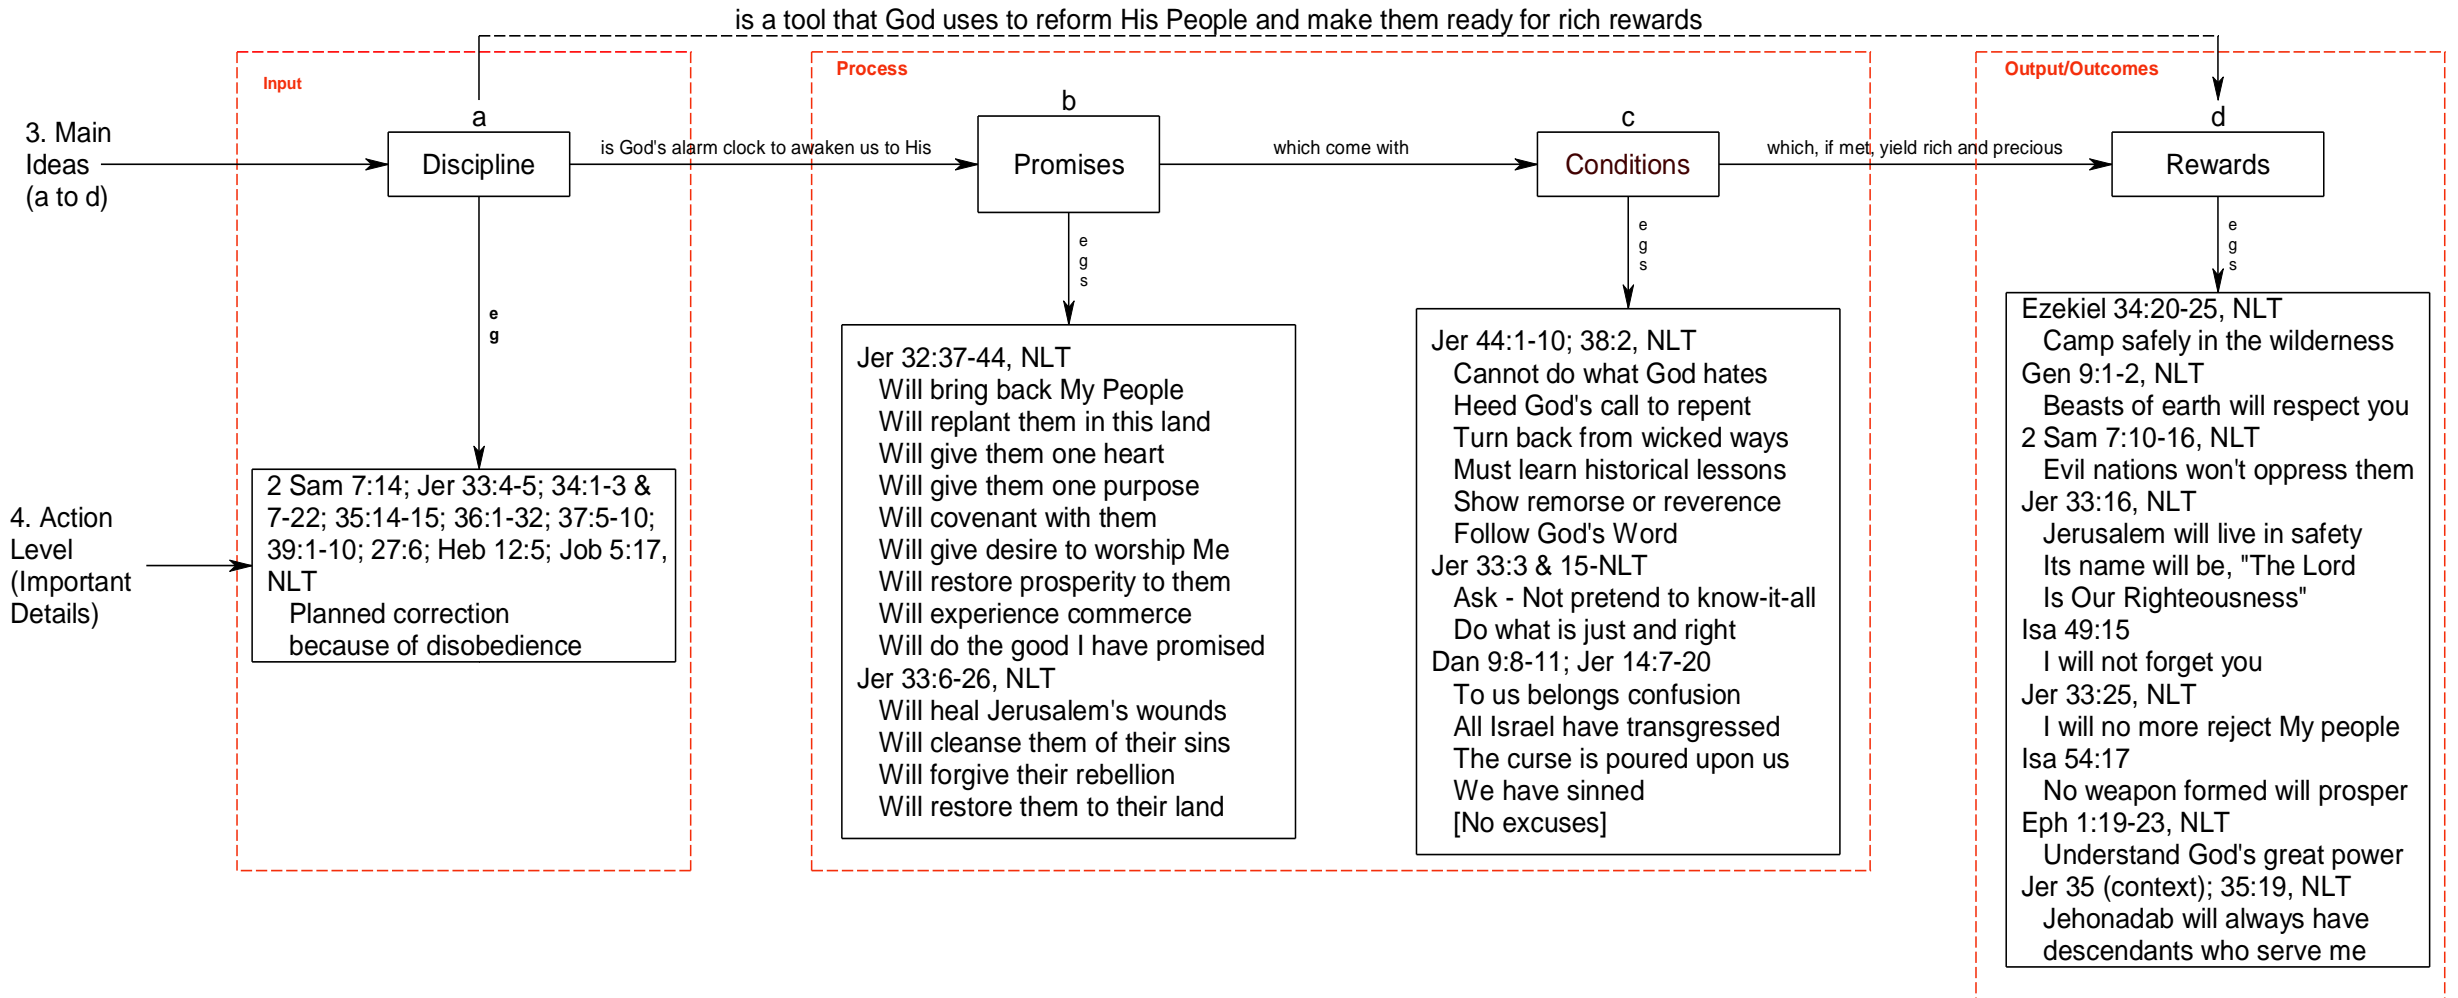 is a tool that God uses to reform His People and make them ready for rich rewards
Input
Process
Output/Outcomes
3. Main
Ideas
(a to d)
a
Discipline
is God's alarm clock to awaken us to His
b
Promises
which come with
c
Conditions
which, if met, yield rich and precious
d
Rewards
e
g
e
g
s
e
g
s
e
g
s
4. Action
Level
(Important
Details)
2 Sam 7:14; Jer 33:4-5; 34:1-3 &
7-22; 35:14-15; 36:1-32; 37:5-10;
39:1-10; 27:6; Heb 12:5; Job 5:17,
NLT
Planned correction
because of disobedience
Jer 32:37-44, NLT
Will bring back My People
Will replant them in this land
Will give them one heart
Will give them one purpose
Will covenant with them
Will give desire to worship Me
Will restore prosperity to them
Will experience commerce
Will do the good I have promised
Jer 33:6-26, NLT
Will heal Jerusalem's wounds
Will cleanse them of their sins
Will forgive their rebellion
Will restore them to their land
Jer 44:1-10; 38:2, NLT
Cannot do what God hates
Heed God's call to repent
Turn back from wicked ways
Must learn historical lessons
Show remorse or reverence
Follow God's Word
Jer 33:3 & 15-NLT
Ask - Not pretend to know-it-all
Do what is just and right
Dan 9:8-11; Jer 14:7-20
To us belongs confusion
All Israel have transgressed
The curse is poured upon us
We have sinned
[No excuses]
Ezekiel 34:20-25, NLT
Camp safely in the wilderness
Gen 9:1-2, NLT
Beasts of earth will respect you
2 Sam 7:10-16, NLT
Evil nations won't oppress them
Jer 33:16, NLT
Jerusalem will live in safety
Its name will be, "The Lord
Is Our Righteousness"
Isa 49:15
I will not forget you
Jer 33:25, NLT
I will no more reject My people
Isa 54:17
No weapon formed will prosper
Eph 1:19-23, NLT
Understand God's great power
Jer 35 (context); 35:19, NLT
Jehonadab will always have
descendants who serve me